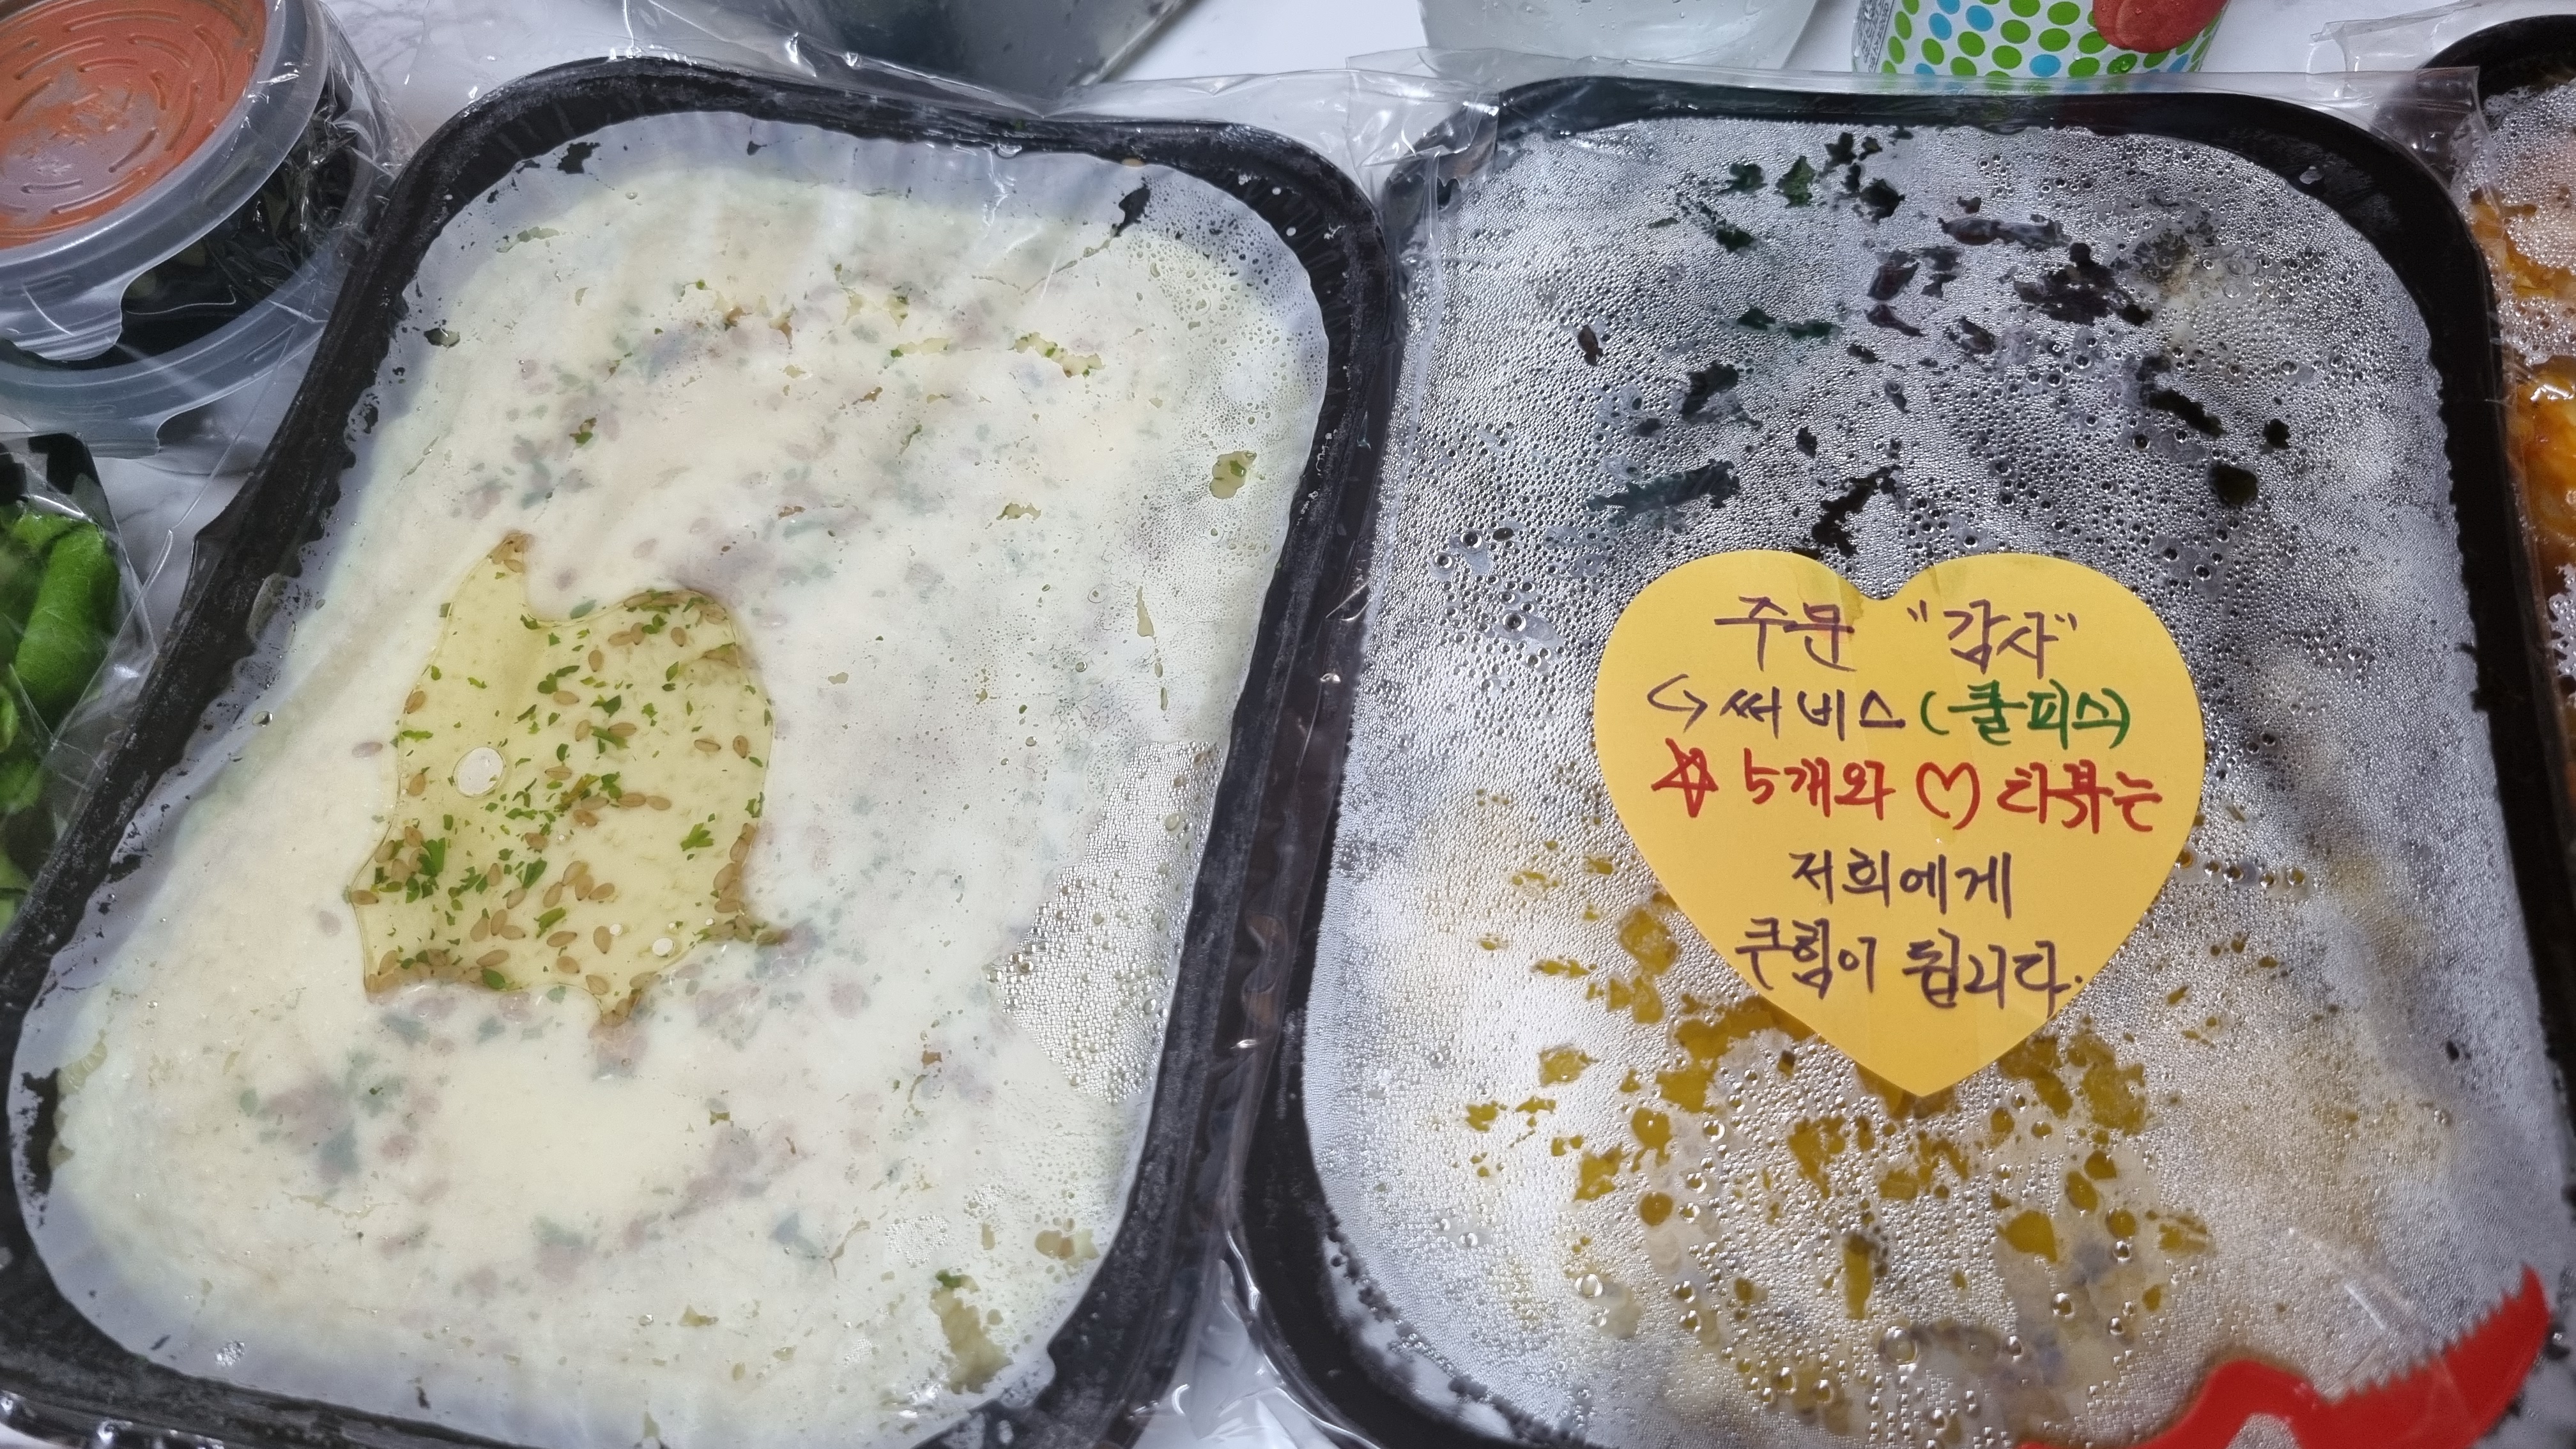 주문 "감사"
↪ 써비스 (쿨피스)
☆ 5개와 ♡ 리뷰는
저희에게
큰힘이 됩니다.